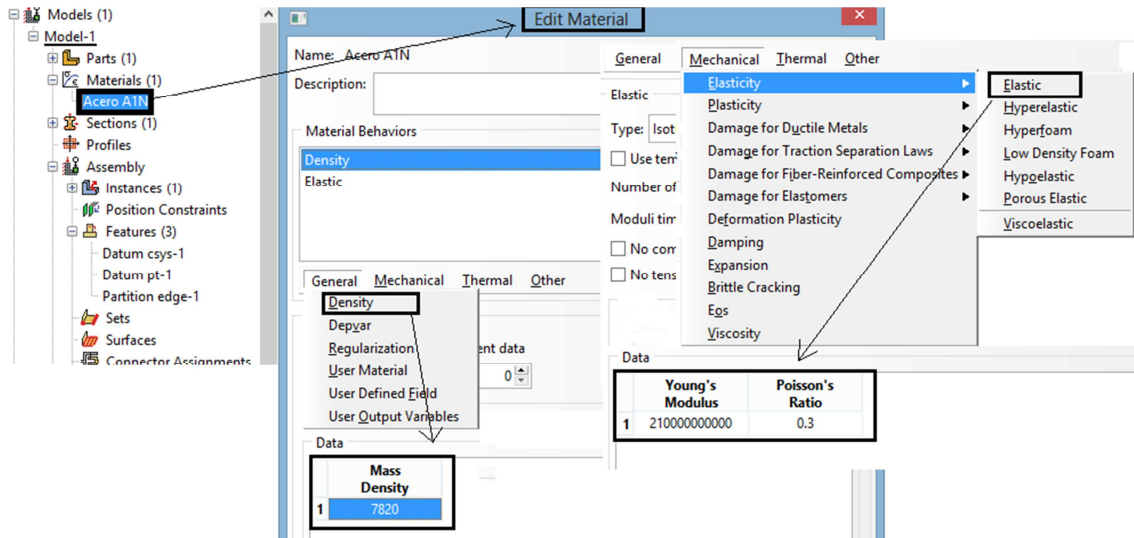 Models (1)
Model-1
Parts (1)
Materials (1)
Acero A1N
Sections (1)
Profiles
Assembly
Instances (1)
Position Constraints
Features (3)
Datum csys-1
Datum pt-1
Partition edge-1
Sets
Surfaces
Connector Assignments
Edit Material
Name: Acero A1N
Description:
Material Behaviors
Density
Elastic
General Mechanical Thermal Other
Density
Depvar
Regularization
User Material
User Defined Field
User Output Variables
ent data
0
Data
Mass
Density
1 7820
General Mechanical Thermal Other
Elastic
Type: Isot
Use tem
Number of
Moduli tim
No com
No tens
Elasticity
Plasticity
Damage for Ductile Metals
Damage for Traction Separation Laws
Damage for Fiber-Reinforced Composites
Damage for Elastomers
Deformation Plasticity
Damping
Expansion
Brittle Cracking
Eos
Viscosity
Elastic
Hyperelastic
Hyperfoam
Low Density Foam
Hypoelastic
Porous Elastic
Viscoelastic
Data
Young's Poisson's
Modulus Ratio
1 210000000000 0.3